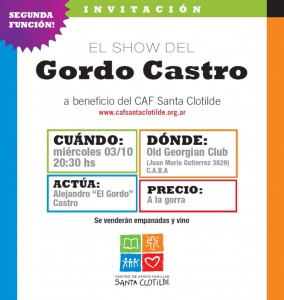 SEGUNDA
FUNCIÓN!
INVITACIÓN
EL SHOW DEL
Gordo Castro
a beneficio del CAF Santa Clotilde
www.cafsantaclotilde.org.ar
CUÁNDO:
miércoles 03/10
20:30 hs
DÓNDE:
Old Georgian Club
(Juan María Gutierrez 3829)
C.A.B.A
ACTÚA:
Alejandro "El Gordo"
Castro
PRECIO:
A la gorra
Se venderán empanadas y vino
CENTRO DE APOYO FAMILIAR
SANTA CLOTILDE